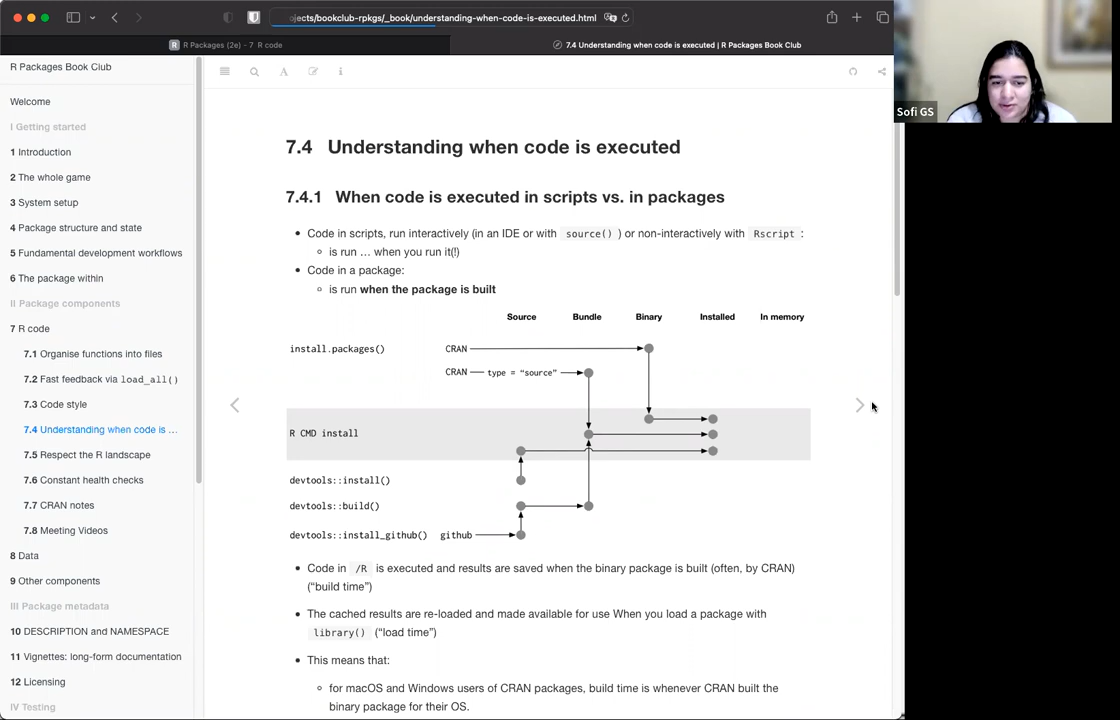 ojects/bookclub-rpkgs/_book/understanding-when-code-is-executed.html
R Packages (2e) - 7 R code
7.4 Understanding when code is executed | R Packages Book Club
R Packages Book Club
Welcome
I Getting started
1 Introduction
2 The whole game
3 System setup
4 Package structure and state
5 Fundamental development workflows
6 The package within
II Package components
7 R code
7.1 Organise functions into files
7.2 Fast feedback via load_all()
7.3 Code style
7.4 Understanding when code is ...
7.5 Respect the R landscape
7.6 Constant health checks
7.7 CRAN notes
7.8 Meeting Videos
8 Data
9 Other components
III Package metadata
10 DESCRIPTION and NAMESPACE
11 Vignettes: long-form documentation
12 Licensing
IV Testing
7.4 Understanding when code is executed
7.4.1 When code is executed in scripts vs. in packages
• Code in scripts, run interactively (in an IDE or with source() ) or non-interactively with Rscript :
is run … when you run it(!)
• Code in a package:
is run when the package is built
Source Bundle Binary Installed In memory
install.packages() CRAN
CRAN type = “source”
R CMD install
devtools::install()
devtools::build()
devtools::install_github() github
• Code in /R is executed and results are saved when the binary package is built (often, by CRAN)
(“build time”)
• The cached results are re-loaded and made available for use When you load a package with
library() (“load time”)
• This means that:
for macOS and Windows users of CRAN packages, build time is whenever CRAN built the
binary package for their OS.
Sofi GS